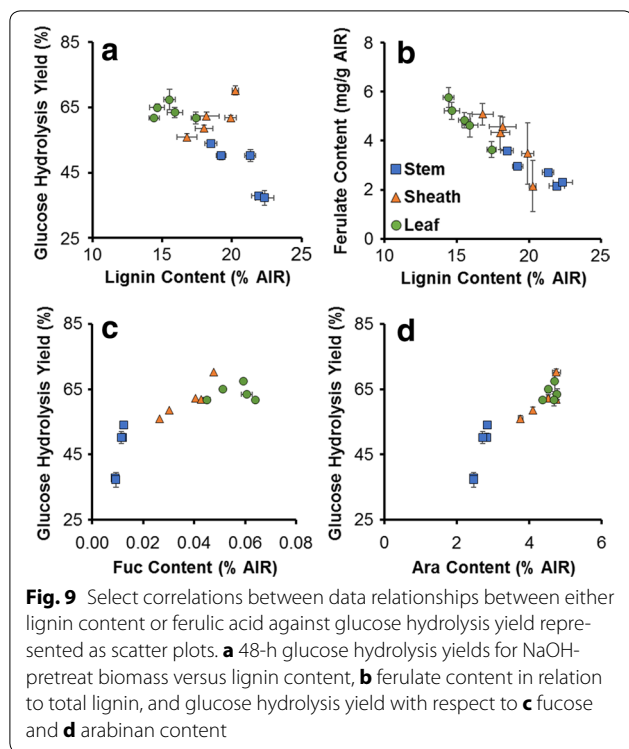 a
Glucose Hydrolysis Yield (%)
85
65
45
25
10 15 20 25
Lignin Content (% AIR)
b
Ferulate Content (mg/g AIR)
8
6
4
2
0
Stem
Sheath
Leaf
10 15 20 25
Lignin Content (% AIR)
c
Glucose Hydrolysis Yield (%)
85
65
45
25
0.00 0.02 0.04 0.06 0.08
Fuc Content (% AIR)
d
Glucose Hydrolysis Yield (%)
85
65
45
25
0 2 4 6
Ara Content (% AIR)
Fig. 9 Select correlations between data relationships between either
lignin content or ferulic acid against glucose hydrolysis yield repre-
sented as scatter plots. a 48-h glucose hydrolysis yields for NaOH-
pretreat biomass versus lignin content, b ferulate content in relation
to total lignin, and glucose hydrolysis yield with respect to c fucose
and d arabinan content